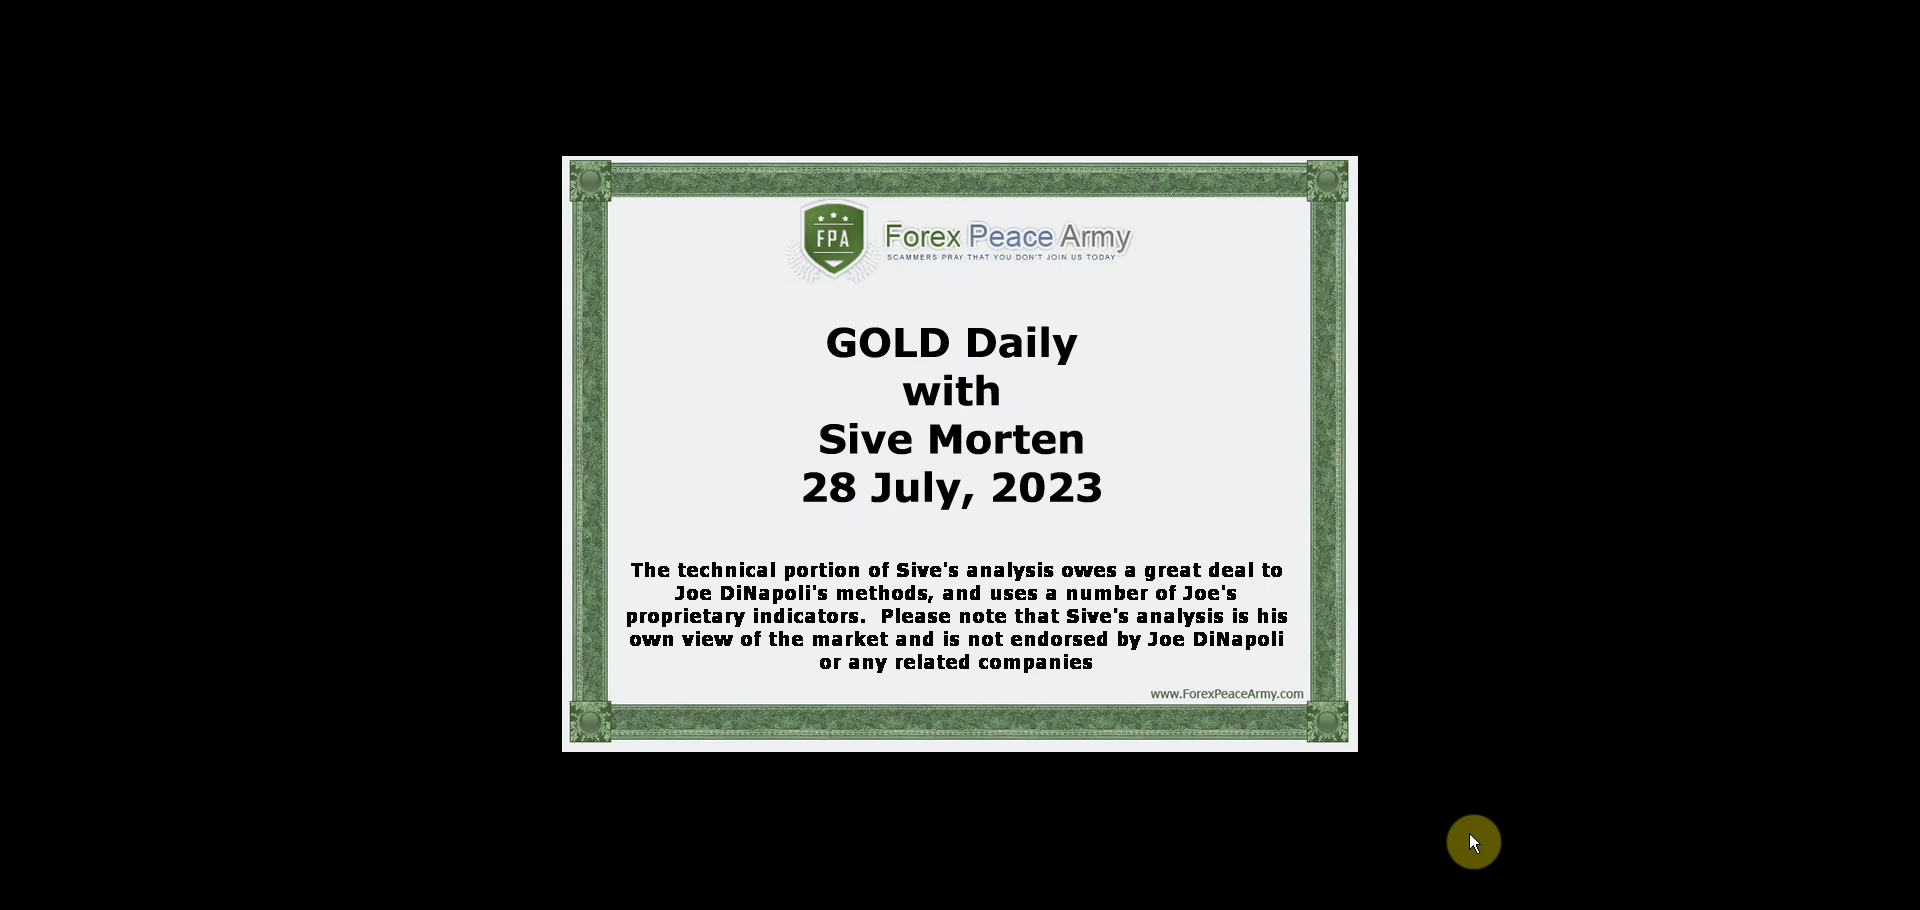 FPA
Forex Peace Army
SCAMMERS PRAY THAT YOU DON'T JOIN US TODAY
GOLD Daily
with
Sive Morten
28 July, 2023
The technical portion of Sive's analysis owes a great deal to
Joe DiNapoli's methods, and uses a number of Joe's
proprietary indicators.  Please note that Sive's analysis is his
own view of the market and is not endorsed by Joe DiNapoli
or any related companies
www.ForexPeaceArmy.com